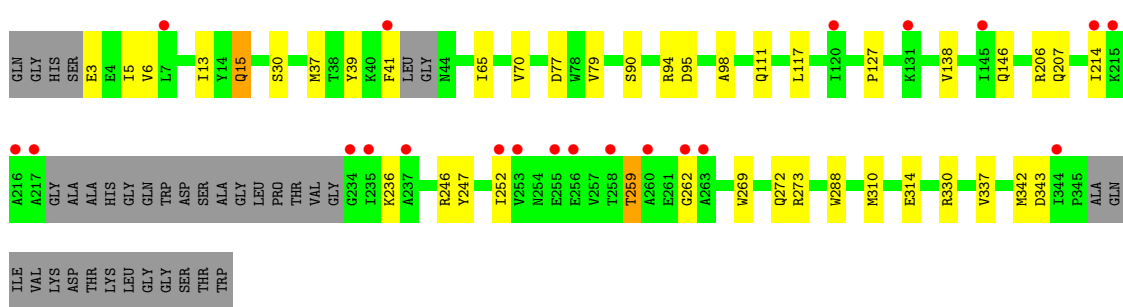 GLN GLY HIS SER E3 E4 I5 V6 L7 I13 Y14 Q15 S30 M37 T38 Y39 K40 F41 LEU GLY N44 I65 V70 D77 W78 V79 S90 R94 D95 A98 Q111 L117 I120 P127 K131 V138 I145 Q146 R206 Q207 I214 K215
A216 A217 GLY ALA ALA HIS GLY GLN TRP ASP SER ALA GLY LEU PRO THR VAL GLY G234 I235 K236 A237 R246 Y247 I252 V253 N254 E255 E256 V257 T258 T259 A260 E261 G262 A263 W269 Q272 R273 W288 M310 E314 R330 V337 M342 D343 I344 P345 ALA GLN
ILE VAL LYS ASP THR LYS LEU GLY GLY SER THR TRP